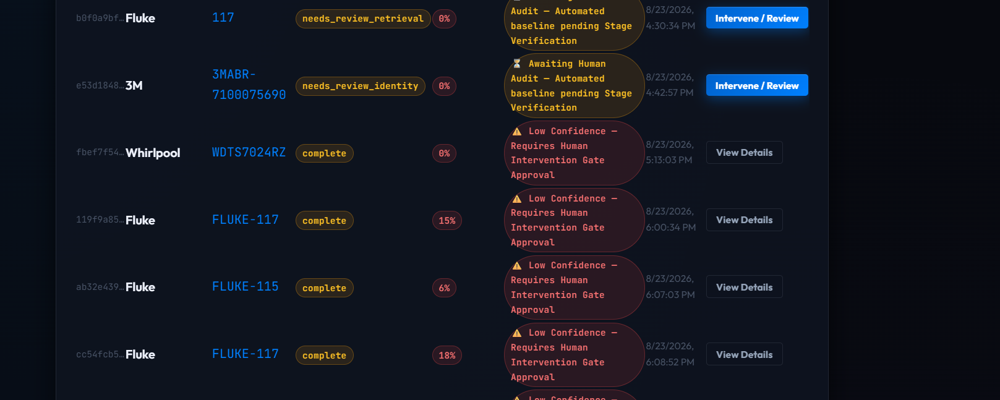 b0f0a9bf… Fluke 117 needs_review_retrieval 0%
Audit — Automated
baseline pending Stage
Verification
8/23/2026,
4:30:34 PM
Intervene / Review
e53d1848… 3M
3MABR-
7100075690
needs_review_identity 0%
⏳ Awaiting Human
Audit — Automated
baseline pending Stage
Verification
8/23/2026,
4:42:57 PM
Intervene / Review
fbef7f54… Whirlpool WDTS7024RZ complete 0%
⚠️ Low Confidence —
Requires Human
Intervention Gate
Approval
8/23/2026,
5:13:03 PM
View Details
119f9a85… Fluke FLUKE-117 complete 15%
⚠️ Low Confidence —
Requires Human
Intervention Gate
Approval
8/23/2026,
6:00:34 PM
View Details
ab32e439… Fluke FLUKE-115 complete 6%
⚠️ Low Confidence —
Requires Human
Intervention Gate
Approval
8/23/2026,
6:07:03 PM
View Details
cc54fcb5… Fluke FLUKE-117 complete 18%
⚠️ Low Confidence —
Requires Human
Intervention Gate
Approval
8/23/2026,
6:08:52 PM
View Details